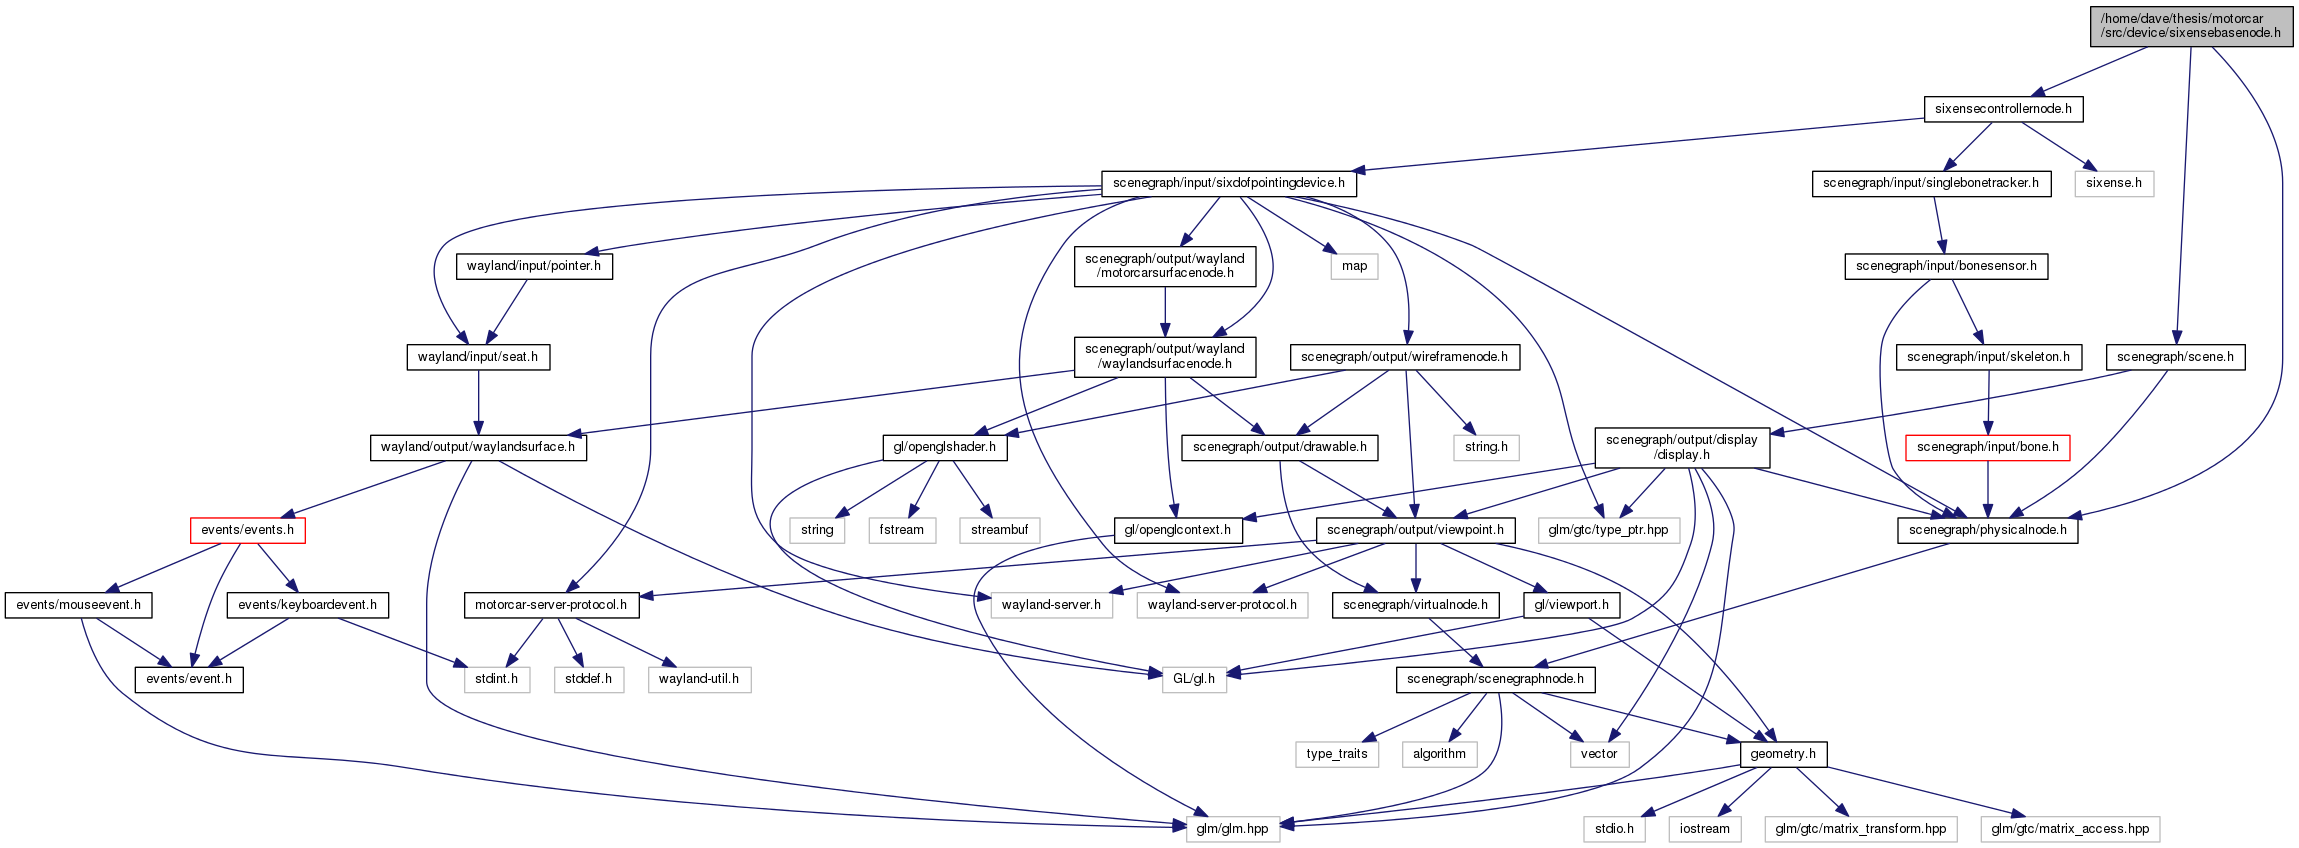 /home/dave/thesis/motorcar
/src/device/sixensebasenode.h
sixensecontrollernode.h
scenegraph/input/sixdofpointingdevice.h
scenegraph/input/singlebonetracker.h
sixense.h
wayland/input/pointer.h
scenegraph/output/wayland
/motorcarsurfacenode.h
map
scenegraph/input/bonesensor.h
wayland/input/seat.h
scenegraph/output/wayland
/waylandsurfacenode.h
scenegraph/output/wireframenode.h
scenegraph/input/skeleton.h
scenegraph/scene.h
wayland/output/waylandsurface.h
gl/openglshader.h
scenegraph/output/drawable.h
string.h
scenegraph/output/display
/display.h
scenegraph/input/bone.h
events/events.h
string
fstream
streambuf
gl/openglcontext.h
scenegraph/output/viewpoint.h
glm/gtc/type_ptr.hpp
scenegraph/physicalnode.h
events/mouseevent.h
events/keyboardevent.h
motorcar-server-protocol.h
wayland-server.h
wayland-server-protocol.h
scenegraph/virtualnode.h
gl/viewport.h
events/event.h
stdint.h
stddef.h
wayland-util.h
GL/gl.h
scenegraph/scenegraphnode.h
type_traits
algorithm
vector
geometry.h
glm/glm.hpp
stdio.h
iostream
glm/gtc/matrix_transform.hpp
glm/gtc/matrix_access.hpp